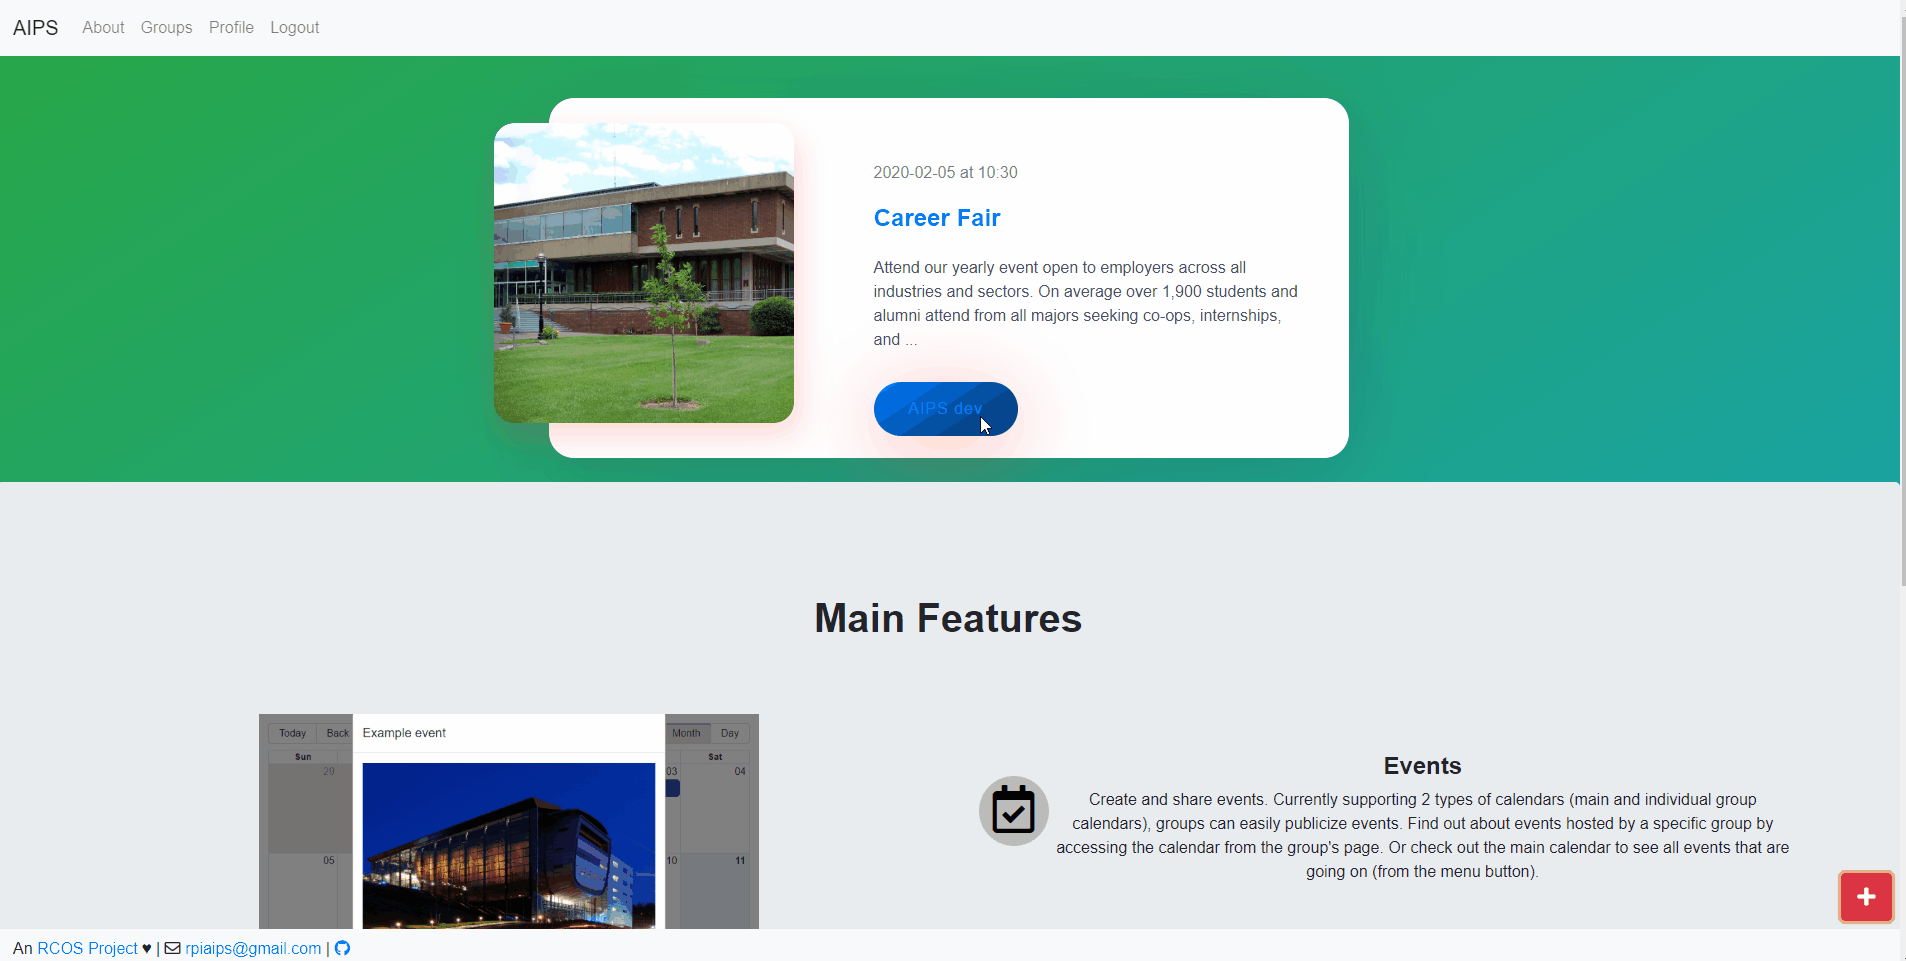 AIPS About Groups Profile Logout
2020-02-05 at 10:30
Career Fair
Attend our yearly event open to employers across all
industries and sectors. On average over 1,900 students and
alumni attend from all majors seeking co-ops, internships,
and ...
AIPS dev
Main Features
Today Back Example event Month Day
Sun Sat
29 03 04
05 10 11
Events
Create and share events. Currently supporting 2 types of calendars (main and individual group
calendars), groups can easily publicize events. Find out about events hosted by a specific group by
accessing the calendar from the group's page. Or check out the main calendar to see all events that are
going on (from the menu button).
+
An RCOS Project ♥ | rpiaips@gmail.com |